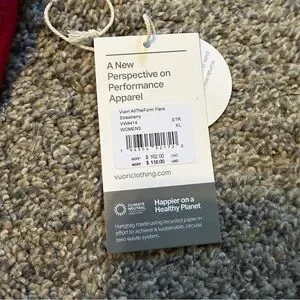 A New
Perspective on
Performance
Apparel
Vuori AllTheForm Flare
Strawberry STR
VW9414 XL
WOMENS
MSRP $ 162.00 CAD
MSRP $ 118.00 USD
vuoriclothing.com
CLIMATE
NEUTRAL
Happier on a
Healthy Planet
Hangtag made using recycled paper in
effort to achieve a sustainable, circular,
zero waste system.